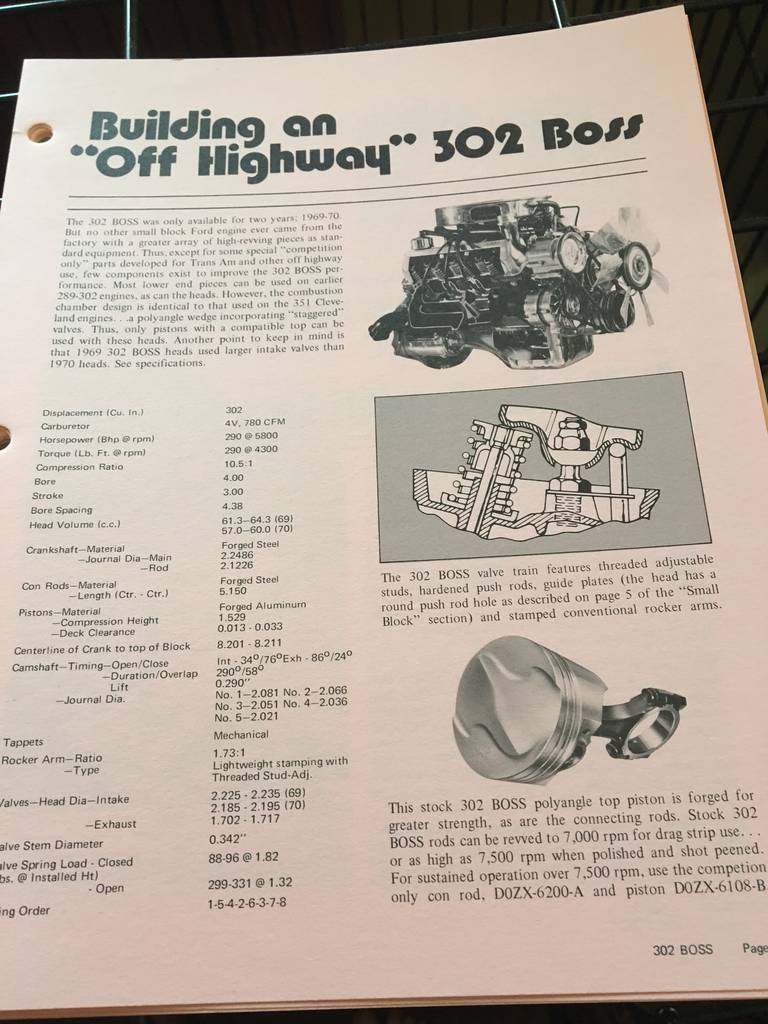 Building an
“Off Highway” 302 Boss
The 302 BOSS was only available for two years; 1969-70.
But no other small block Ford engine ever came from the
factory with a greater array of high-revving pieces as stan-
dard equipment. Thus, except for some special “competition
only” parts developed for Trans Am and other off highway
use, few components exist to improve the 302 BOSS per-
formance. Most lower end pieces can be used on earlier
289-302 engines, as can the heads. However, the combustion
chamber design is identical to that used on the 351 Cleve-
land engines. . .a polyangle wedge incorporating “staggered”
valves. Thus, only pistons with a compatible top can be
used with these heads. Another point to keep in mind is
that 1969 302 BOSS heads used larger intake valves than
1970 heads. See specifications.
Displacement (Cu. In.) 302
Carburetor 4V, 780 CFM
Horsepower (Bhp @ rpm) 290 @ 5800
Torque (Lb. Ft. @ rpm) 290 @ 4300
Compression Ratio 10.5:1
Bore 4.00
Stroke 3.00
Bore Spacing 4.38
Head Volume (c.c.) 61.3–64.3 (69)
57.0–60.0 (70)
Crankshaft–Material Forged Steel
–Journal Dia–Main 2.2486
–Rod 2.1226
Con Rods–Material Forged Steel
–Length (Ctr. - Ctr.) 5.150
Pistons–Material Forged Aluminum
–Compression Height 1.529
–Deck Clearance 0.013 - 0.033
Centerline of Crank to top of Block 8.201 - 8.211
Camshaft–Timing–Open/Close Int - 34º/76ºExh - 86º/24º
–Duration/Overlap 290º/58º
Lift 0.290"
–Journal Dia. No. 1–2.081 No. 2–2.066
No. 3–2.051 No. 4–2.036
No. 5–2.021
Tappets Mechanical
Rocker Arm–Ratio 1.73:1
–Type Lightweight stamping with
Threaded Stud-Adj.
Valves–Head Dia–Intake 2.225 - 2.235 (69)
2.185 - 2.195 (70)
–Exhaust 1.702 - 1.717
alve Stem Diameter 0.342"
alve Spring Load - Closed 88-96 @ 1.82
bs. @ Installed Ht)
- Open 299-331 @ 1.32
ing Order 1-5-4-2-6-3-7-8
The 302 BOSS valve train features threaded adjustable
studs, hardened push rods, guide plates (the head has a
round push rod hole as described on page 5 of the “Small
Block” section) and stamped conventional rocker arms.
This stock 302 BOSS polyangle top piston is forged for
greater strength, as are the connecting rods. Stock 302
BOSS rods can be revved to 7,000 rpm for drag strip use. . .
or as high as 7,500 rpm when polished and shot peened.
For sustained operation over 7,500 rpm, use the competion
only con rod, D0ZX-6200-A and piston D0ZX-6108-B
302 BOSS Page